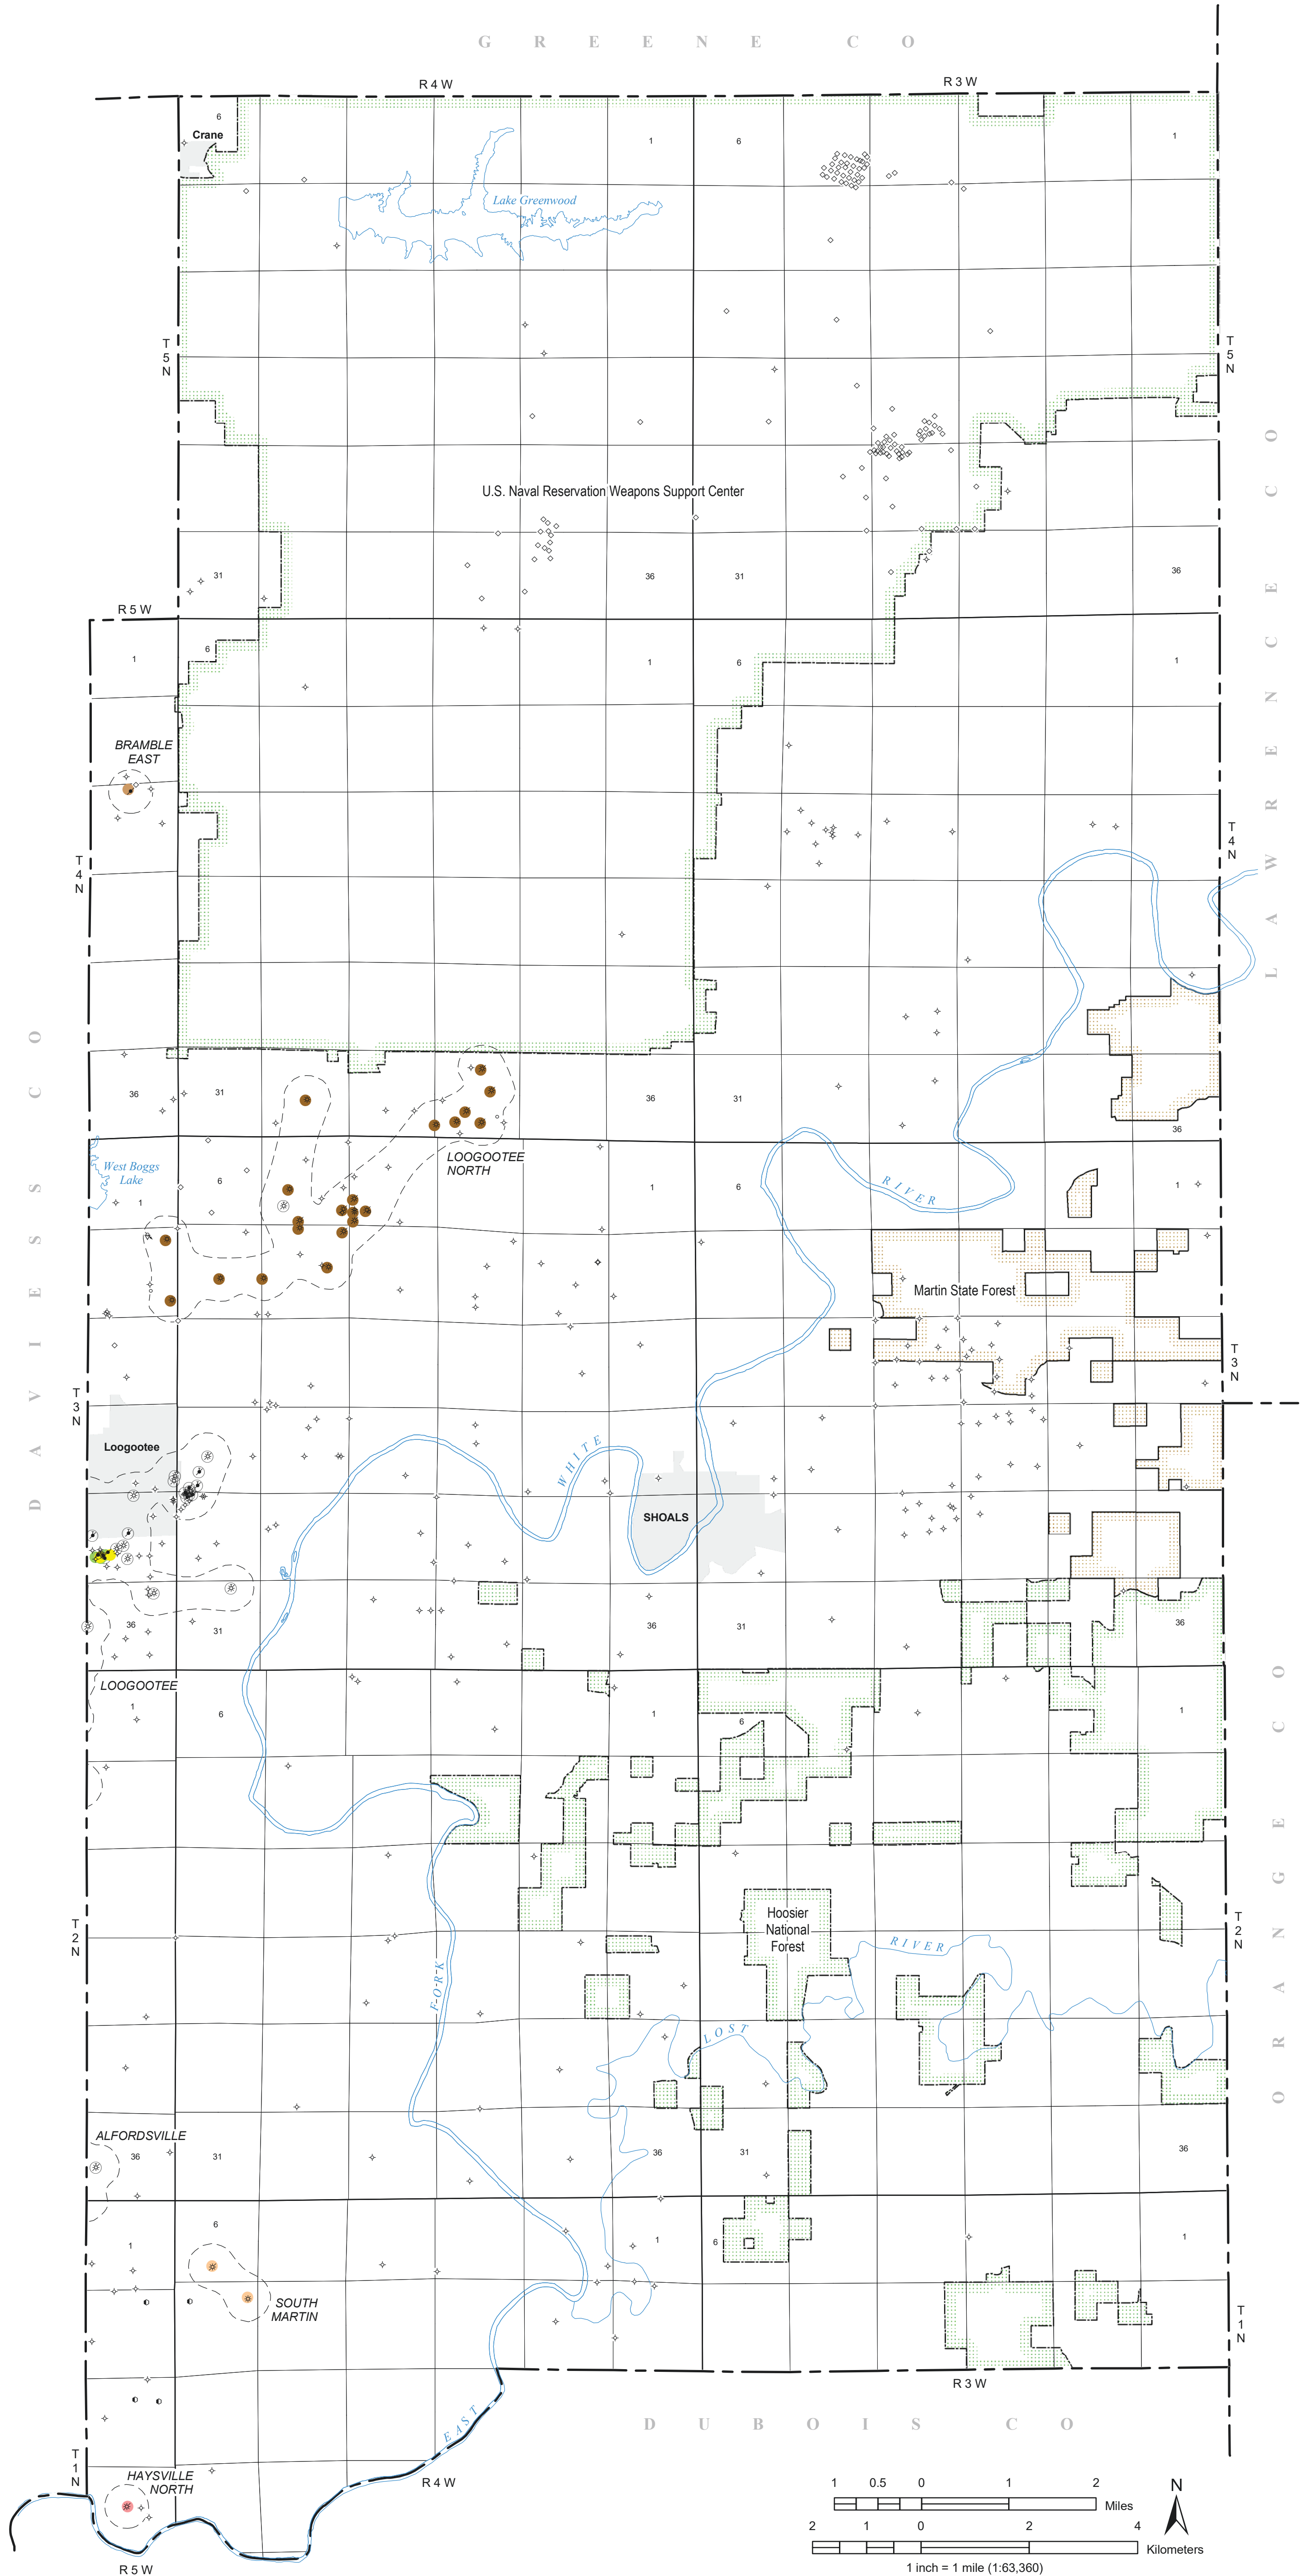 G R E E N E C O
R 4 W
R 3 W
6
Crane
1
6
1
Lake Greenwood
T
5
N
T
5
N
U.S. Naval Reservation Weapons Support Center
31
36
31
36
R 5 W
1
6
1
6
1
BRAMBLE
EAST
T
4
N
T
4
N
L A W R E N C E C O
36
31
36
31
36
LOOGOOTEE
NORTH
West Boggs
Lake
1
6
1
6
1
RIVER
Martin State Forest
D A V I E S S C O
T
3
N
T
3
N
Loogootee
WHITE
SHOALS
36
31
36
31
36
LOOGOOTEE
1
6
1
6
1
O R A N G E C O
Hoosier
National
Forest
T
2
N
T
2
N
RIVER
F-O-R-K
LOST
ALFORDSVILLE
36
31
36
31
36
6
1
1
6
1
SOUTH
MARTIN
T
1
N
R 3 W
D U B O I S C O
EAST
T
1
N
HAYSVILLE
NORTH
R 4 W
R 5 W
1 0.5 0 1 2
Miles
2 1 0 2 4
Kilometers
1 inch = 1 mile (1:63,360)
N